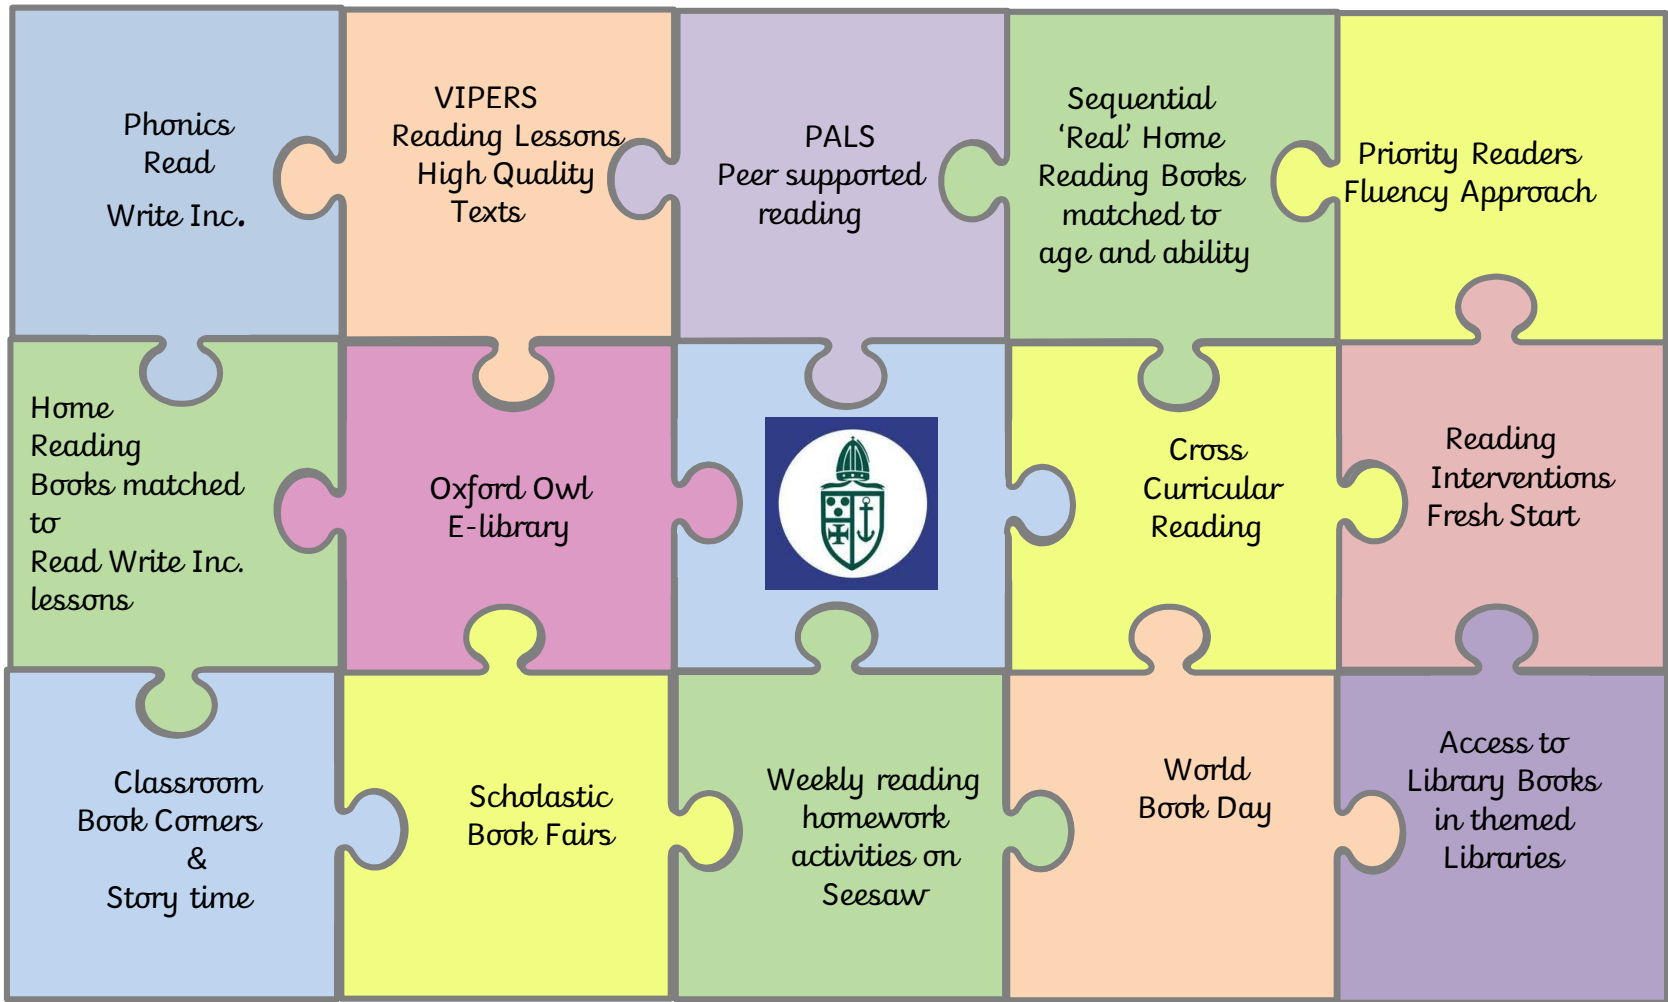 Phonics
Read
Write Inc.
VIPERS
Reading Lessons
High Quality
Texts
PALS
Peer supported
reading
Sequential
‘Real’ Home
Reading Books
matched to
age and ability
Priority Readers
Fluency Approach
Home
Reading
Books matched
to
Read Write Inc.
lessons
Oxford Owl
E-library
Cross
Curricular
Reading
Reading
Interventions
Fresh Start
Classroom
Book Corners
&
Story time
Scholastic
Book Fairs
Weekly reading
homework
activities on
Seesaw
World
Book Day
Access to
Library Books
in themed
Libraries